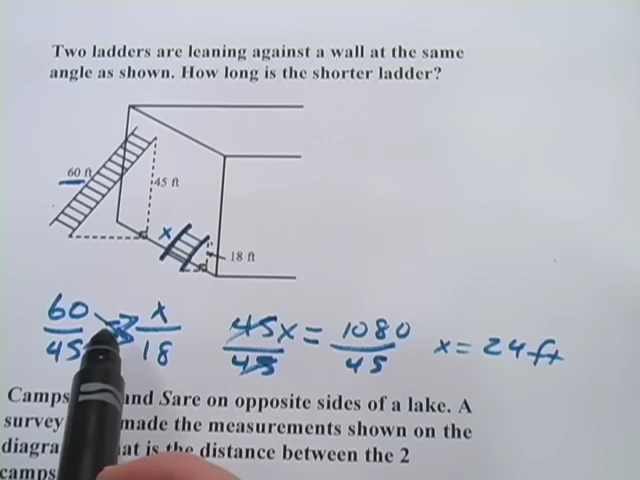 Two ladders are leaning against a wall at the same
angle as shown. How long is the shorter ladder?
60 ft
45 ft
x
18 ft
60/45 = x/18 45x/45 = 1080/45 x = 24 ft
Camps and S are on opposite sides of a lake. A
survey made the measurements shown on the
diagra at is the distance between the 2
camps